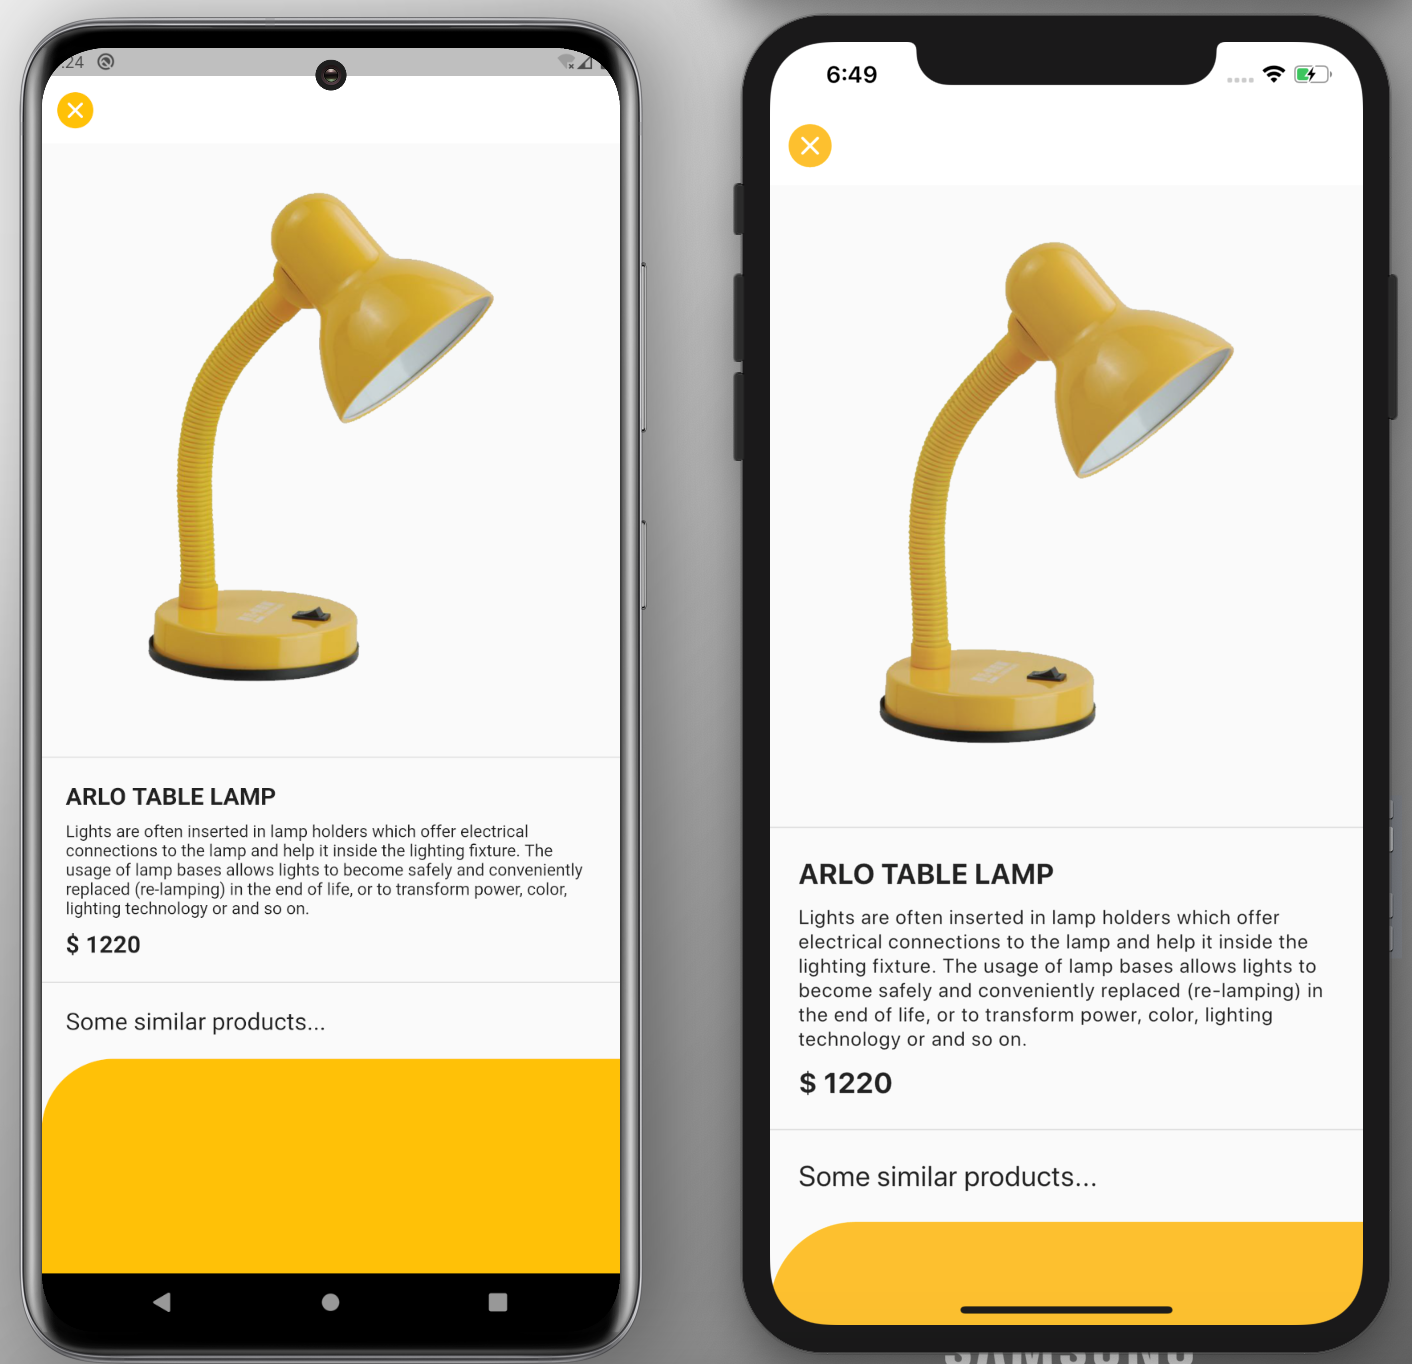 :24
ARLO TABLE LAMP
Lights are often inserted in lamp holders which offer electrical
connections to the lamp and help it inside the lighting fixture. The
usage of lamp bases allows lights to become safely and conveniently
replaced (re-lamping) in the end of life, or to transform power, color,
lighting technology or and so on.
$ 1220
Some similar products...
6:49
ARLO TABLE LAMP
Lights are often inserted in lamp holders which offer
electrical connections to the lamp and help it inside the
lighting fixture. The usage of lamp bases allows lights to
become safely and conveniently replaced (re-lamping) in
the end of life, or to transform power, color, lighting
technology or and so on.
$ 1220
Some similar products...
SAMSUNG